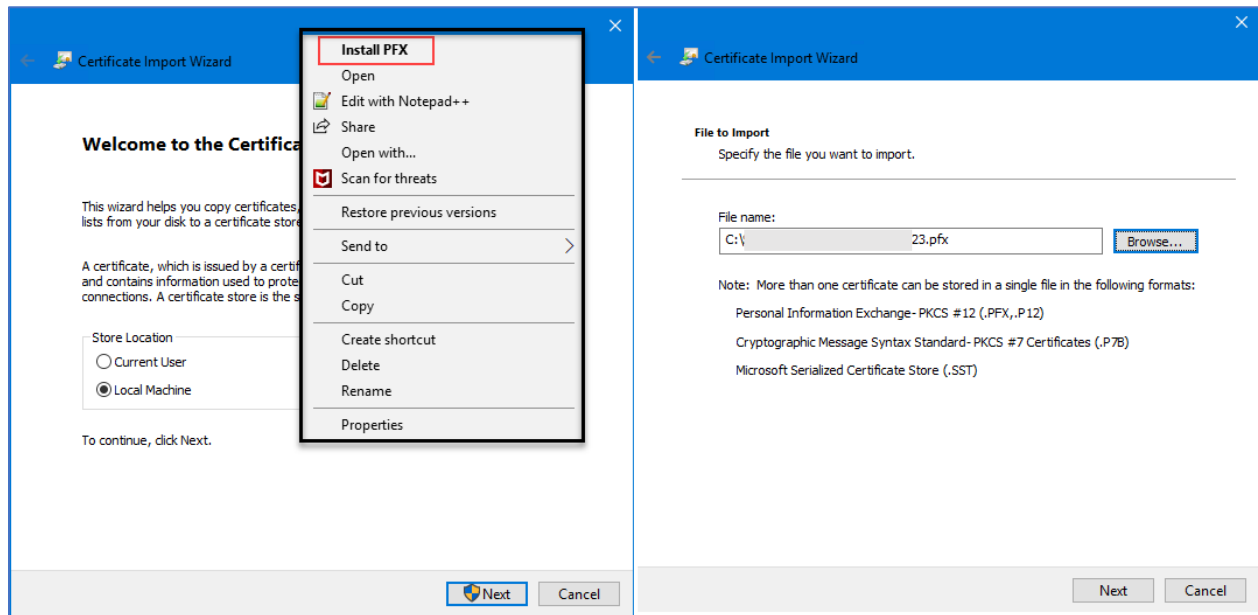 Certificate Import Wizard
Welcome to the Certifica
This wizard helps you copy certificates,
lists from your disk to a certificate store
A certificate, which is issued by a certif
and contains information used to prote
connections. A certificate store is the s
Store Location
Current User
Local Machine
To continue, click Next.
Next
Cancel
Install PFX
Open
Edit with Notepad++
Share
Open with...
Scan for threats
Restore previous versions
Send to
Cut
Copy
Create shortcut
Delete
Rename
Properties
Certificate Import Wizard
File to Import
Specify the file you want to import.
File name:
C:\ 23.pfx
Browse...
Note: More than one certificate can be stored in a single file in the following formats:
Personal Information Exchange- PKCS #12 (.PFX,.P12)
Cryptographic Message Syntax Standard- PKCS #7 Certificates (.P7B)
Microsoft Serialized Certificate Store (.SST)
Next
Cancel